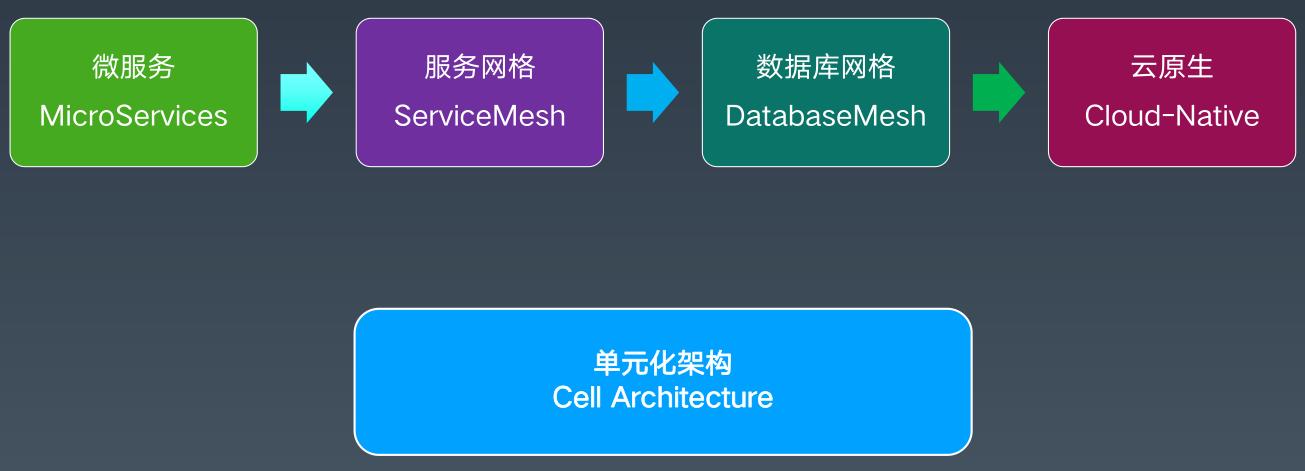 微服务
MicroServices
服务网格
ServiceMesh
数据库网格
DatabaseMesh
云原生
Cloud-Native
单元化架构
Cell Architecture